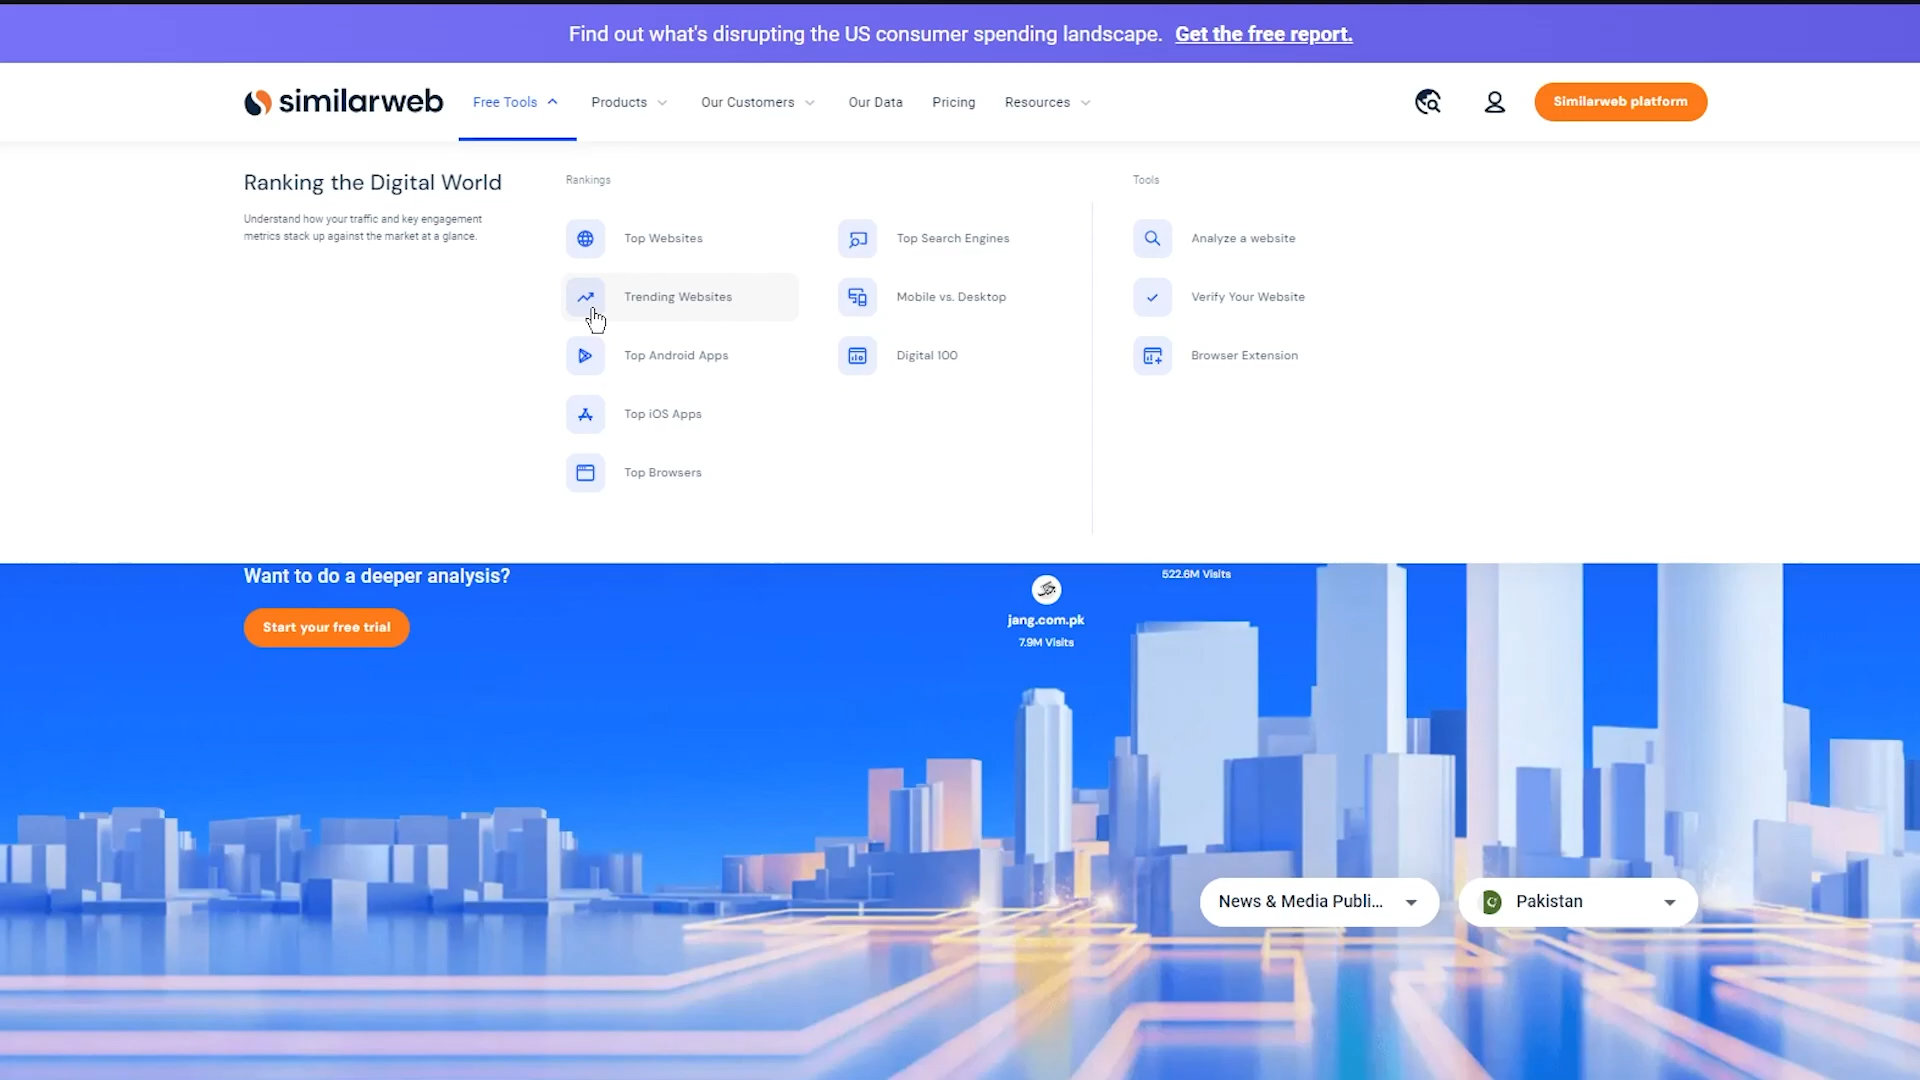 Find out what's disrupting the US consumer spending landscape. Get the free report.
similarweb
Free Tools
Products
Our Customers
Our Data
Pricing
Resources
Similarweb platform
Ranking the Digital World
Understand how your traffic and key engagement
metrics stack up against the market at a glance.
Rankings
Top Websites
Trending Websites
Top Android Apps
Top iOS Apps
Top Browsers
Top Search Engines
Mobile vs. Desktop
Digital 100
Tools
Analyze a website
Verify Your Website
Browser Extension
Want to do a deeper analysis?
Start your free trial
522.6M Visits
jang.com.pk
7.9M Visits
News & Media Publi...
Pakistan